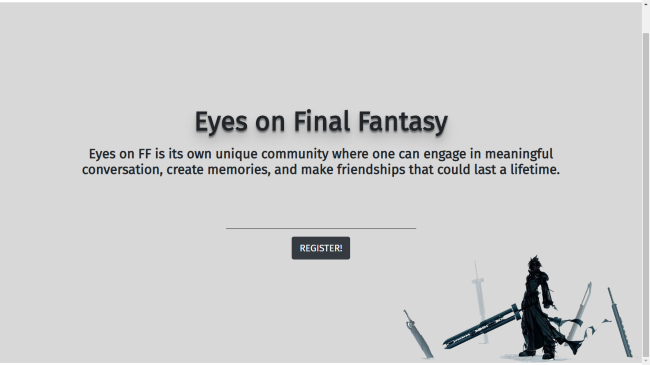 Eyes on Final Fantasy
Eyes on FF is its own unique community where one can engage in meaningful
conversation, create memories, and make friendships that could last a lifetime.
REGISTER!